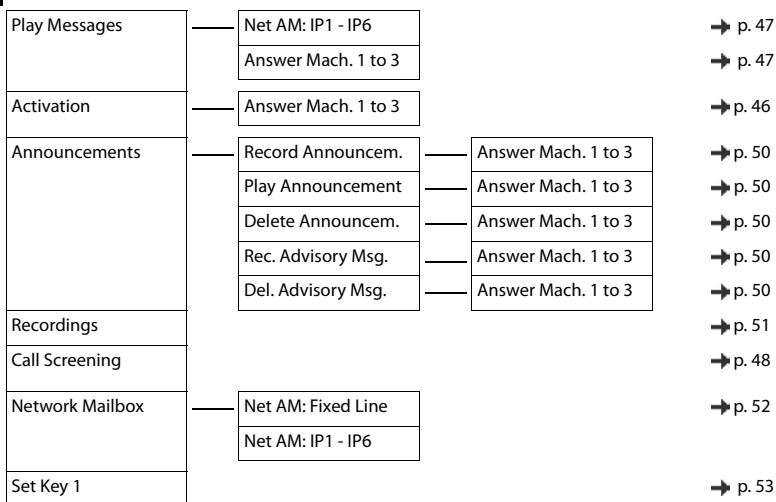 Play Messages Net AM: IP1 - IP6 p. 47
Answer Mach. 1 to 3 p. 47
Activation Answer Mach. 1 to 3 p. 46
Announcements Record Announcem. Answer Mach. 1 to 3 p. 50
Play Announcement Answer Mach. 1 to 3 p. 50
Delete Announcem. Answer Mach. 1 to 3 p. 50
Rec. Advisory Msg. Answer Mach. 1 to 3 p. 50
Del. Advisory Msg. Answer Mach. 1 to 3 p. 50
Recordings p. 51
Call Screening p. 48
Network Mailbox Net AM: Fixed Line p. 52
Net AM: IP1 - IP6
Set Key 1 p. 53